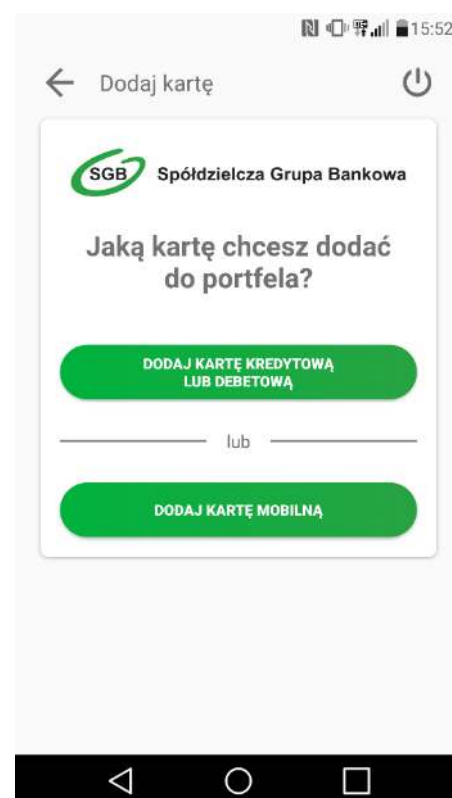 15:52
Dodaj kartę
SGB Spółdzielcza Grupa Bankowa
Jaką kartę chcesz dodać
do portfela?
DODAJ KARTĘ KREDYTOWĄ
LUB DEBETOWĄ
lub
DODAJ KARTĘ MOBILNĄ